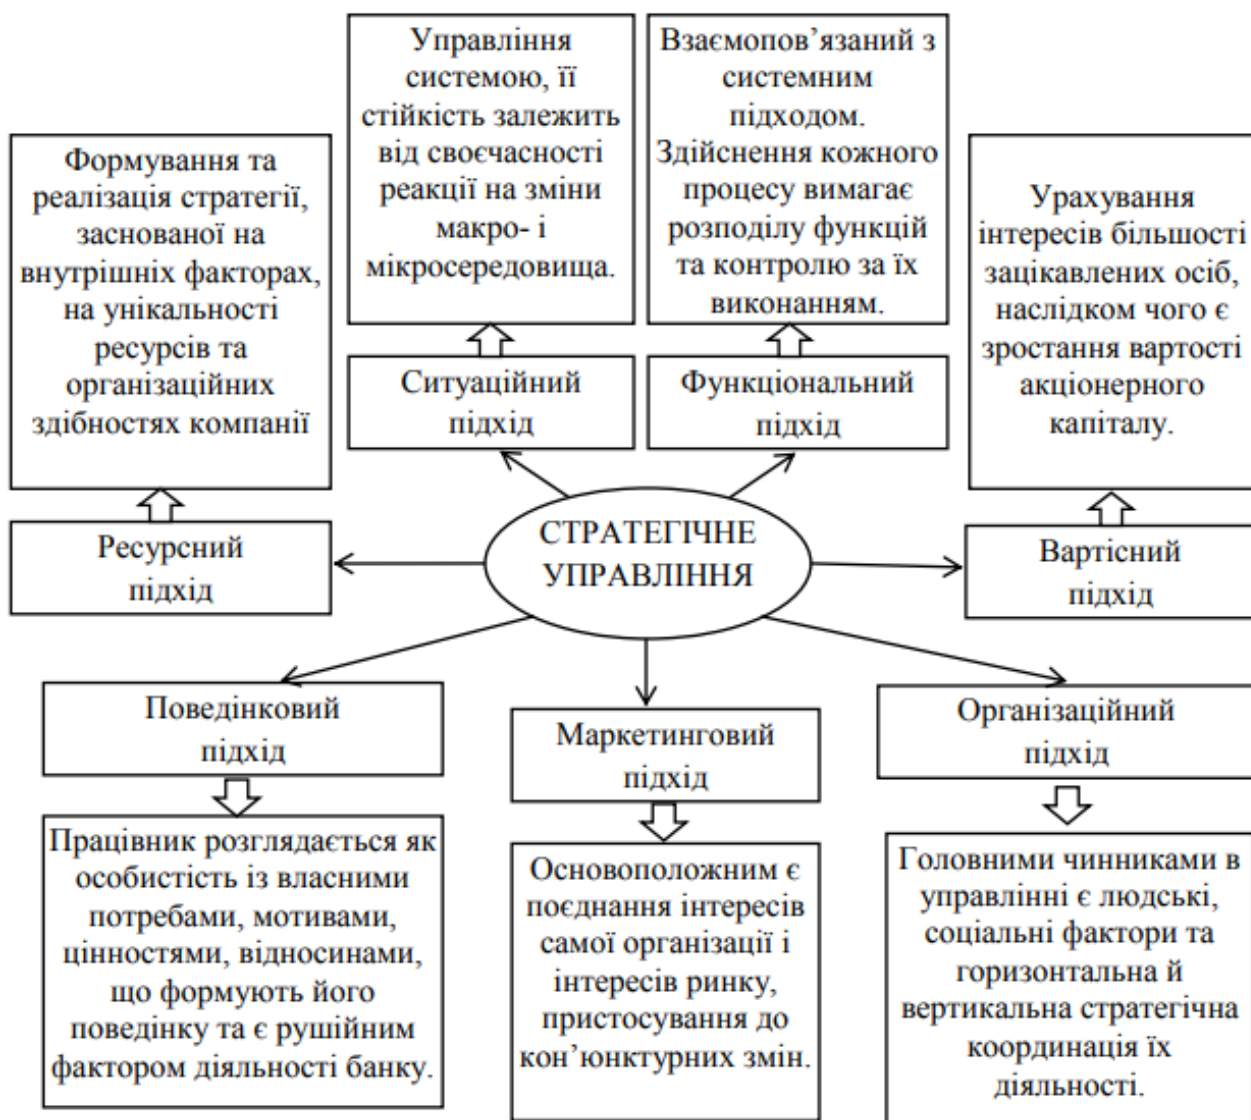 Управління
системою, її
стійкість залежить
від своєчасності
реакції на зміни
макро- і
мікросередовища.
Взаємопов’язаний з
системним
підходом.
Здійснення кожного
процесу вимагає
розподілу функцій
та контролю за їх
виконанням.
Формування та
реалізація стратегії,
заснованої на
внутрішніх факторах,
на унікальності
ресурсів та
організаційних
здібностях компанії
Урахування
інтересів більшості
зацікавлених осіб,
наслідком чого є
зростання вартості
акціонерного
капіталу.
Ситуаційний
підхід
Функціональний
підхід
Ресурсний
підхід
СТРАТЕГІЧНЕ
УПРАВЛІННЯ
Вартісний
підхід
Поведінковий
підхід
Маркетинговий
підхід
Організаційний
підхід
Працівник розглядається як
особистість із власними
потребами, мотивами,
цінностями, відносинами,
що формують його
поведінку та є рушійним
фактором діяльності банку.
Основоположним є
поєднання інтересів
самої організації і
інтересів ринку,
пристосування до
кон’юнктурних змін.
Головними чинниками в
управлінні є людські,
соціальні фактори та
горизонтальна й
вертикальна стратегічна
координація їх
діяльності.